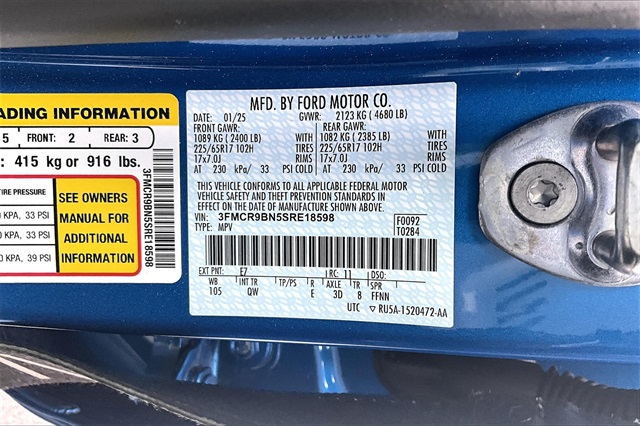 ADING INFORMATION
5 FRONT: 2 REAR: 3
: 415 kg or 916 lbs.
RE PRESSURE
KPA, 33 PSI
KPA, 33 PSI
0 KPA, 39 PSI
SEE OWNERS
MANUAL FOR
ADDITIONAL
INFORMATION
3FMCR9BN5SRE18598
MFD. BY FORD MOTOR CO.
DATE: 01/25 GVWR: 2123 KG ( 4680 LB)
FRONT GAWR: REAR GAWR:
1089 KG ( 2400 LB) WITH 1082 KG ( 2385 LB) WITH
225/65R17 102H TIRES 225/65R17 102H TIRES
17x7.0J RIMS 17x7.0J RIMS
AT 230 kPa/ 33 PSI COLD AT 230 kPa/ 33 PSI COLD
THIS VEHICLE CONFORMS TO ALL APPLICABLE FEDERAL MOTOR
VEHICLE SAFETY, BUMPER, AND THEFT PREVENTION STANDARDS IN
EFFECT ON THE DATE OF MANUFACTURE SHOWN ABOVE.
VIN: 3FMCR9BN5SRE18598 F0092
TYPE: MPV T0284
EXT PNT: E7 RC: 11 DSO:
WB INT TR TP/PS R AXLE TR SPR
105 QW E 3D 8 FFNN
UTC ▽ RU5A-1520472-AA